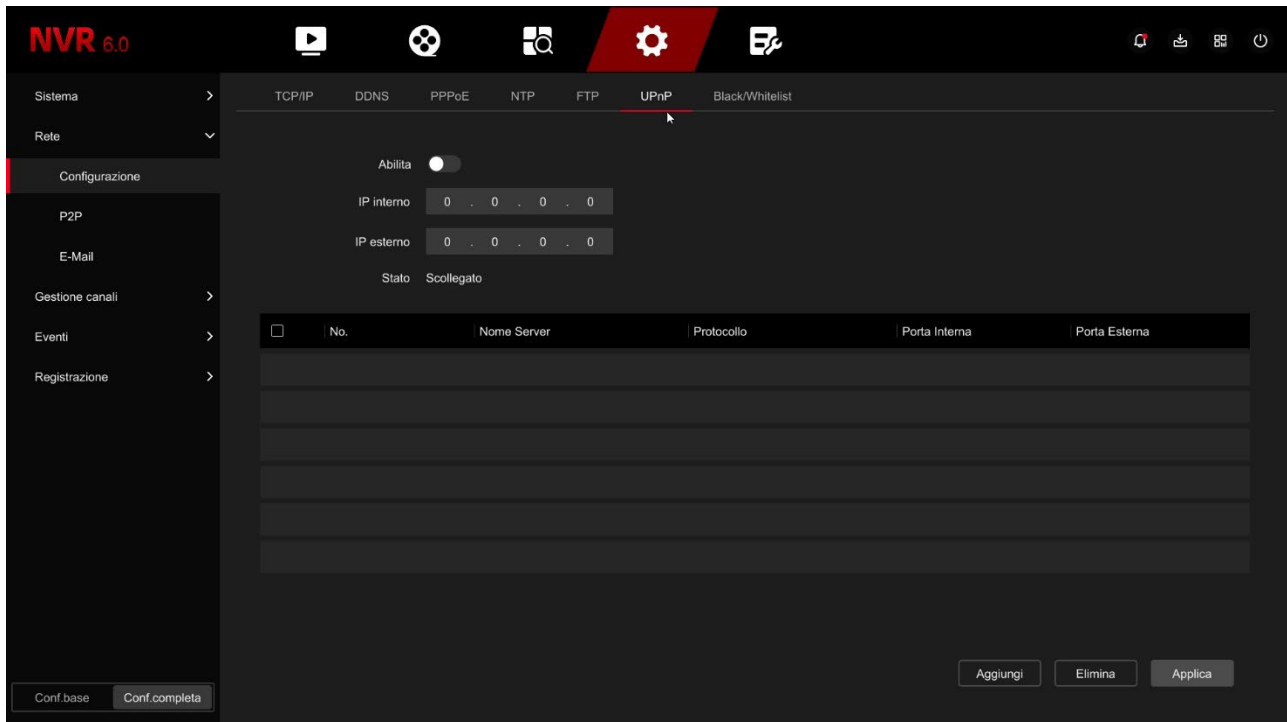 NVR 6.0
Sistema
TCP/IP DDNS PPPoE NTP FTP UPnP Black/Whitelist
Rete
Configurazione
P2P
E-Mail
Gestione canali
Eventi
Registrazione
Abilita
IP interno 0 . 0 . 0 . 0
IP esterno 0 . 0 . 0 . 0
Stato Scollegato
No. Nome Server Protocollo Porta Interna Porta Esterna
Aggiungi Elimina Applica
Conf.base Conf.completa